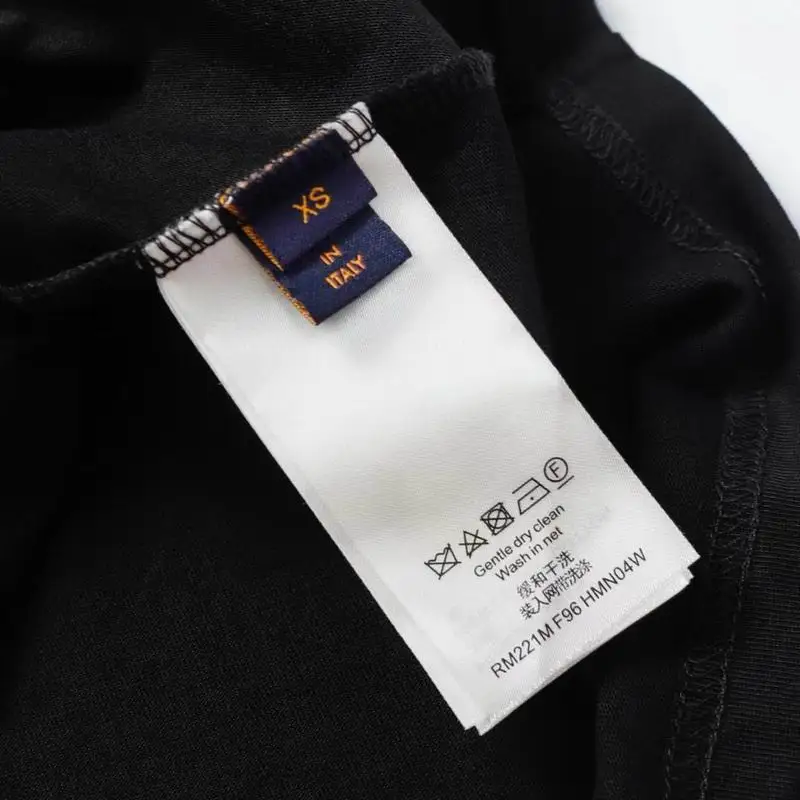 XS
IN
ITALY
F
Gentle dry clean
Wash in net
缓和干洗
装入网带洗涤
RM221M F96 HMN04W